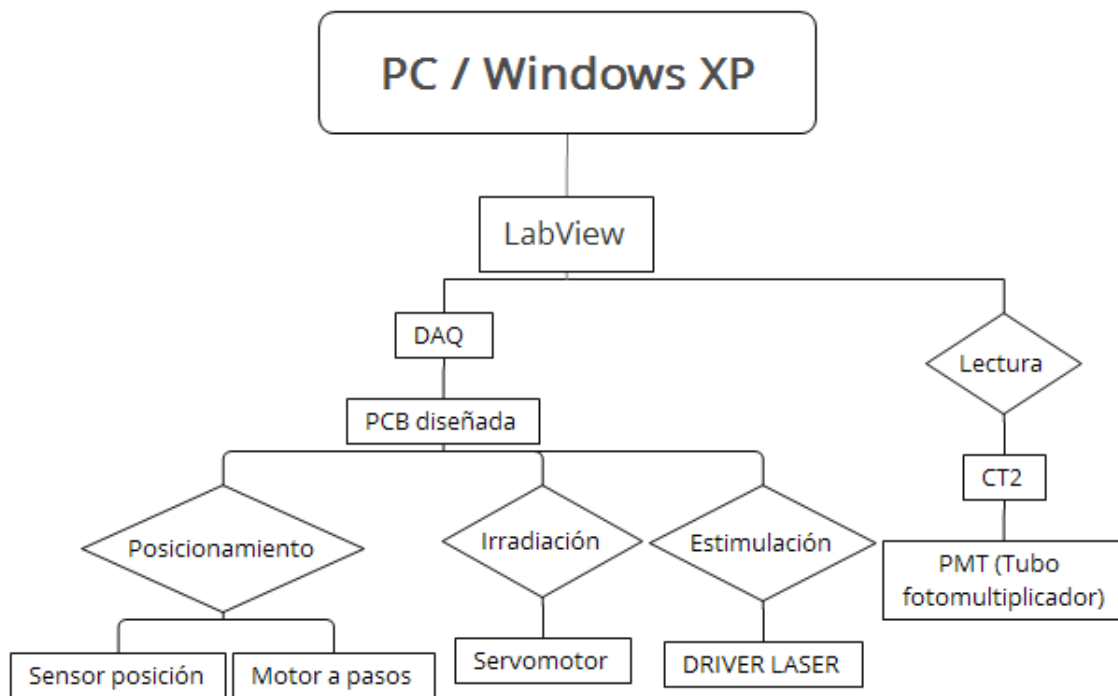 PC / Windows XP
LabView
DAQ
Lectura
PCB diseñada
CT2
Posicionamiento
Irradiación
Estimulación
PMT (Tubo
fotomultiplicador)
Sensor posición
Motor a pasos
Servomotor
DRIVER LASER